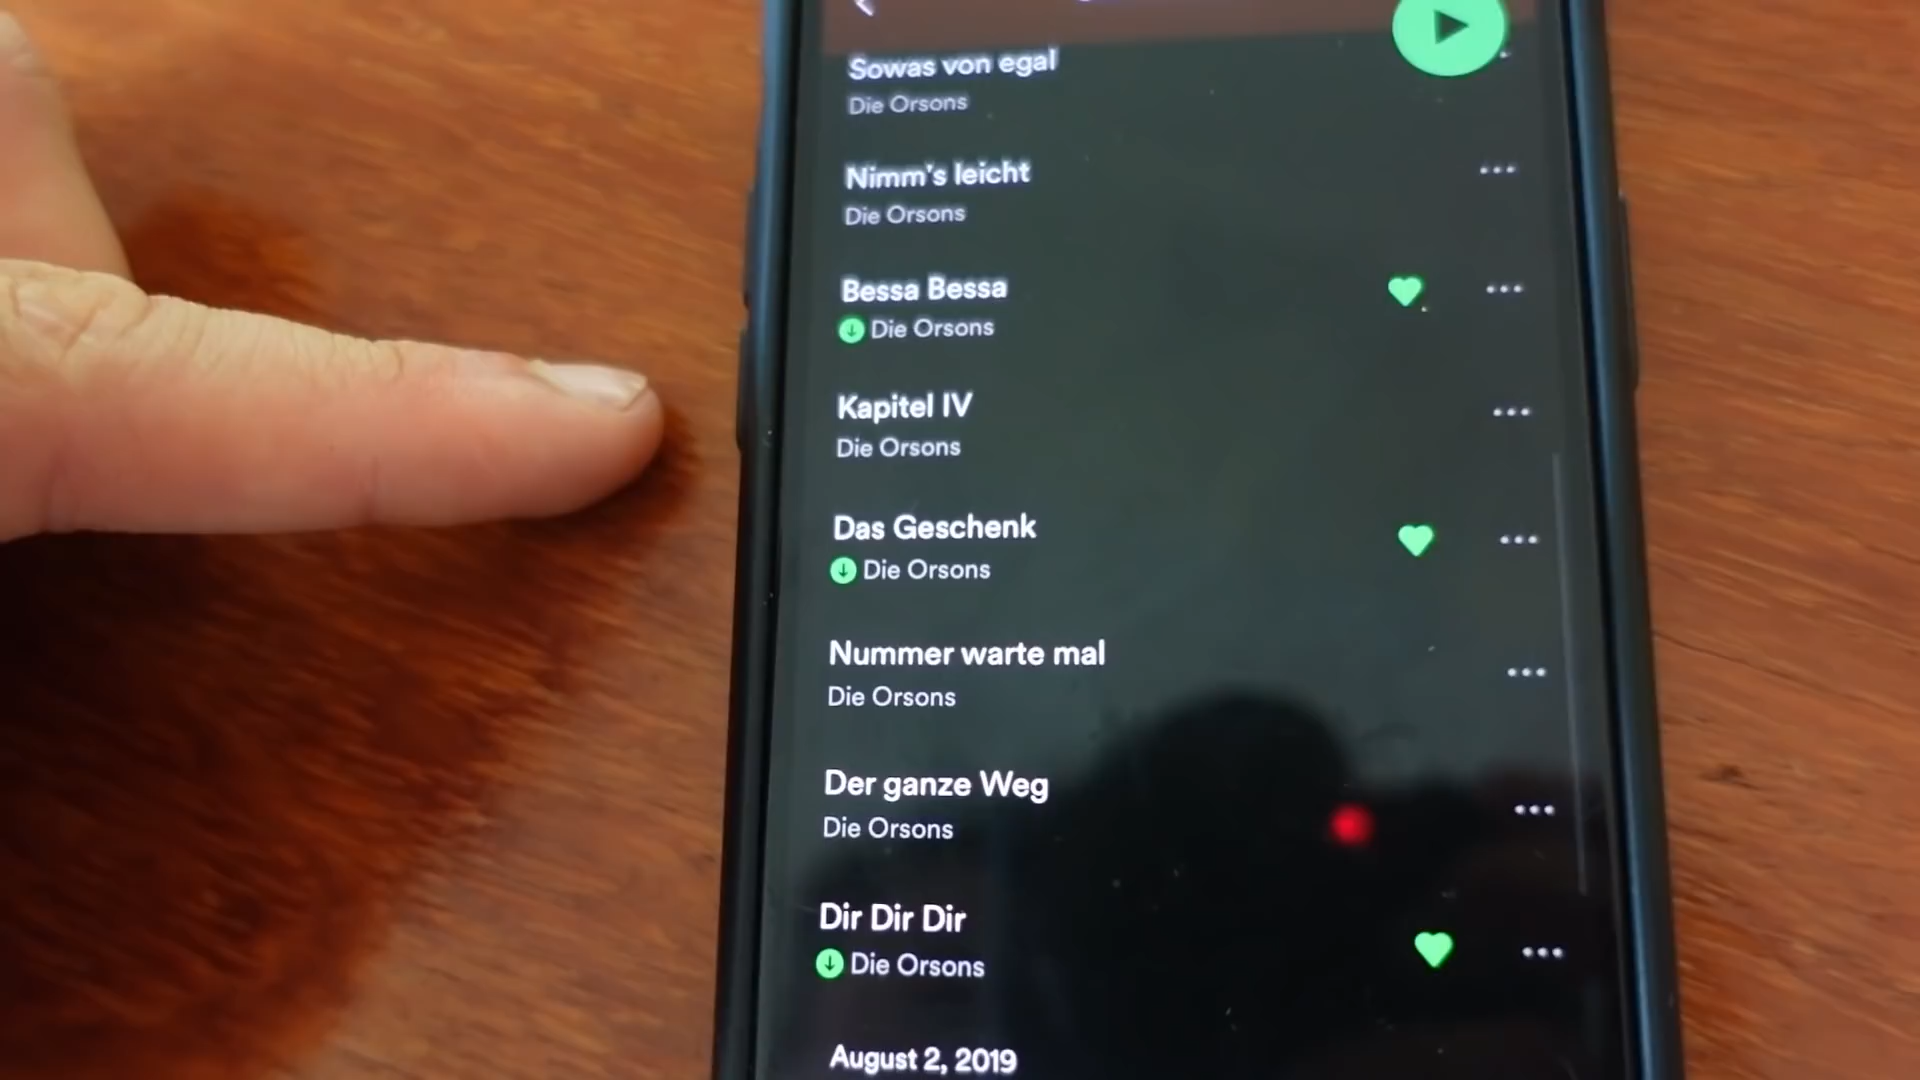 Sowas von egal
Die Orsons
Nimm's leicht
Die Orsons
Bessa Bessa
Die Orsons
Kapitel IV
Die Orsons
Das Geschenk
Die Orsons
Nummer warte mal
Die Orsons
Der ganze Weg
Die Orsons
Dir Dir Dir
Die Orsons
August 2, 2019